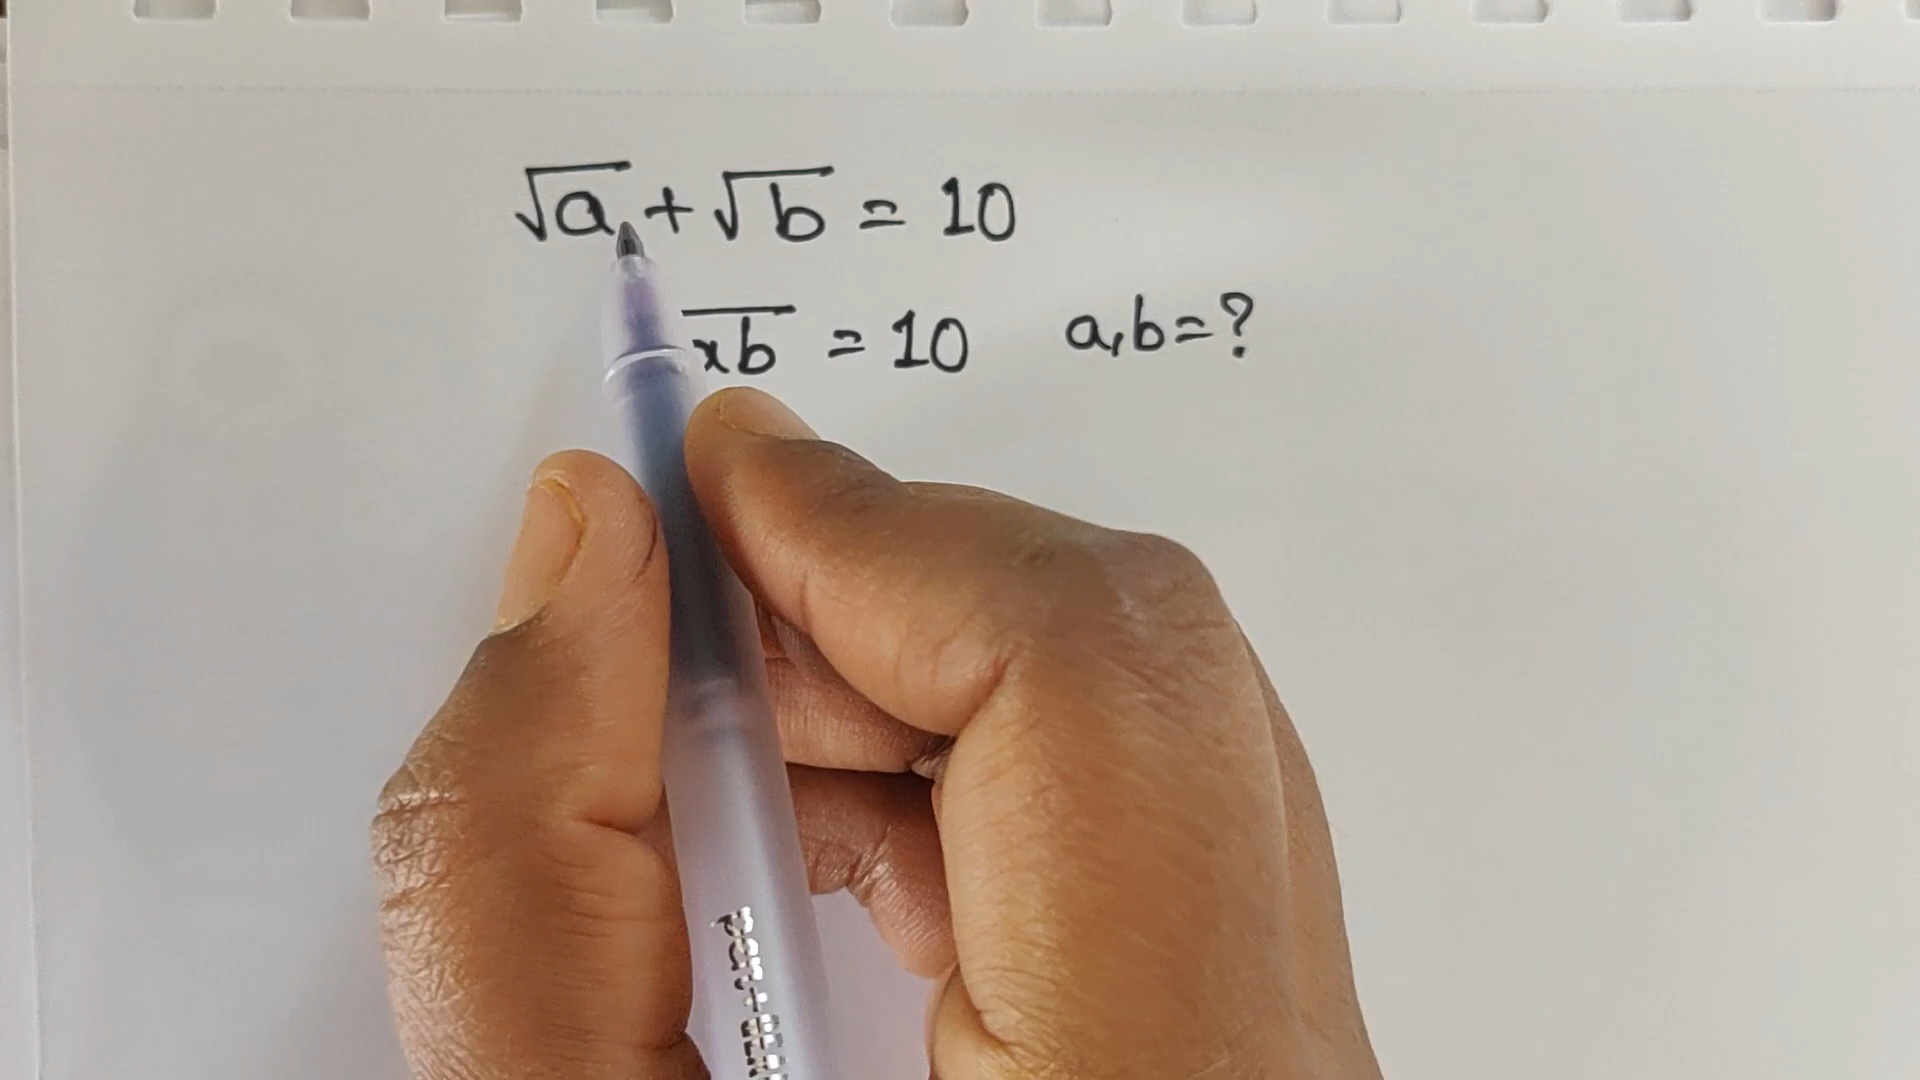 √a + √b = 10
xb = 10 a,b = ?